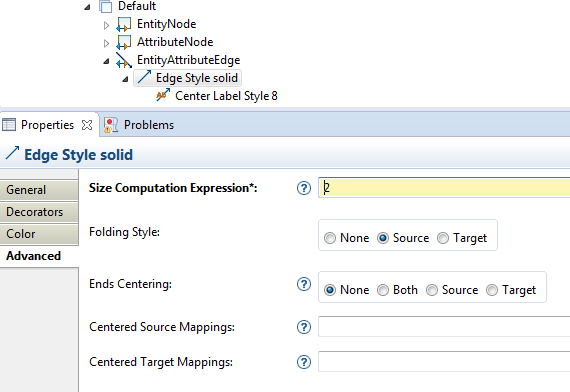 Default
EntityNode
AttributeNode
EntityAttributeEdge
Edge Style solid
Center Label Style 8
Properties Problems
Edge Style solid
General
Decorators
Color
Advanced
Size Computation Expression*: 2
Folding Style: None Source Target
Ends Centering: None Both Source Target
Centered Source Mappings:
Centered Target Mappings: